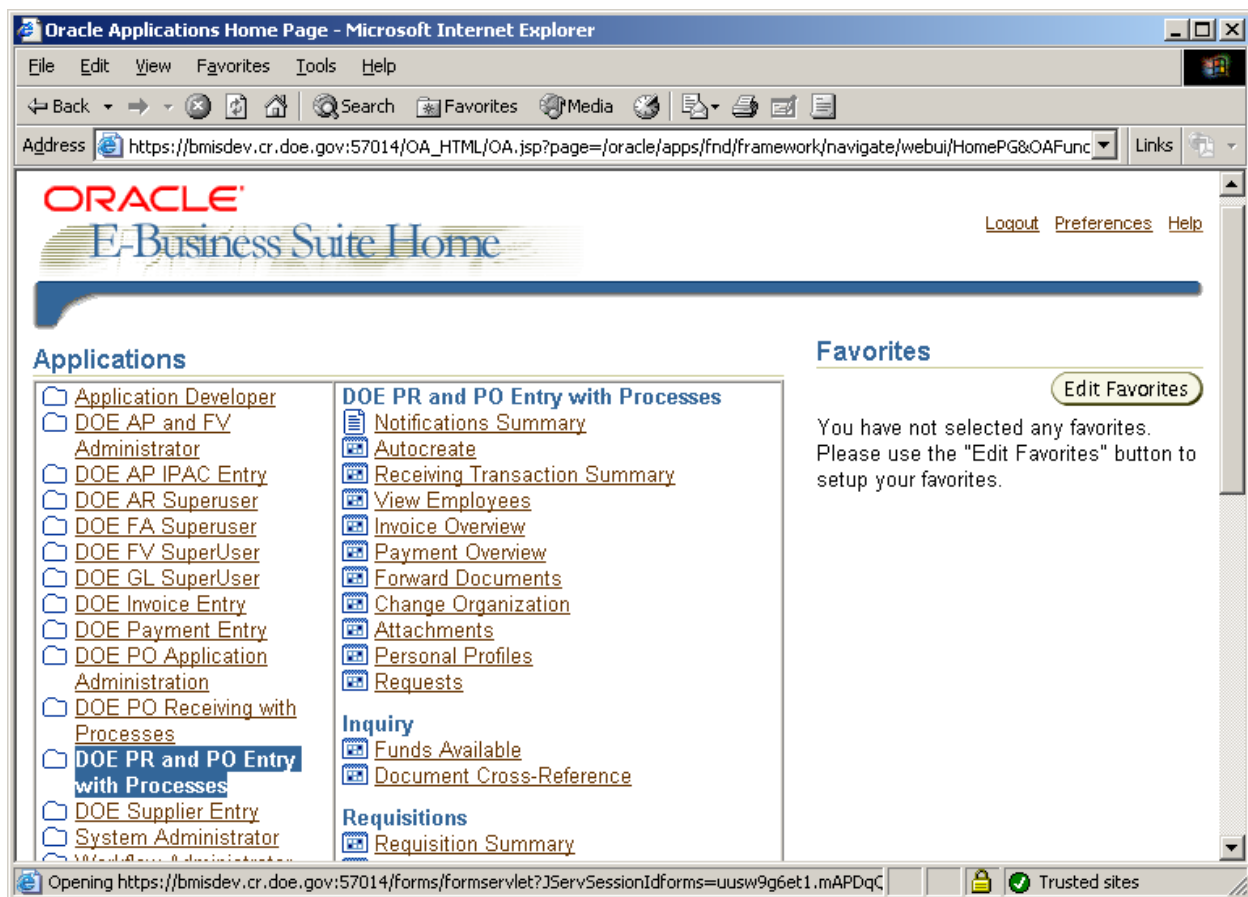 Oracle Applications Home Page - Microsoft Internet Explorer
File Edit View Favorites Tools Help
Back Search Favorites Media
Address https://bmisdev.cr.doe.gov:57014/OA_HTML/OA.jsp?page=/oracle/apps/fnd/framework/navigate/webui/HomePG&OAFunc Links
ORACLE
E-Business Suite Home
Logout Preferences Help
Applications
Application Developer
DOE AP and FV
Administrator
DOE AP IPAC Entry
DOE AR Superuser
DOE FA Superuser
DOE FV SuperUser
DOE GL SuperUser
DOE Invoice Entry
DOE Payment Entry
DOE PO Application
Administration
DOE PO Receiving with
Processes
DOE PR and PO Entry
with Processes
DOE Supplier Entry
System Administrator
DOE PR and PO Entry with Processes
Notifications Summary
Autocreate
Receiving Transaction Summary
View Employees
Invoice Overview
Payment Overview
Forward Documents
Change Organization
Attachments
Personal Profiles
Requests
Inquiry
Funds Available
Document Cross-Reference
Requisitions
Requisition Summary
Favorites
Edit Favorites
You have not selected any favorites.
Please use the "Edit Favorites" button to
setup your favorites.
Opening https://bmisdev.cr.doe.gov:57014/forms/formservlet?JServSessionIdforms=uusw9g6et1.mAPDqC Trusted sites